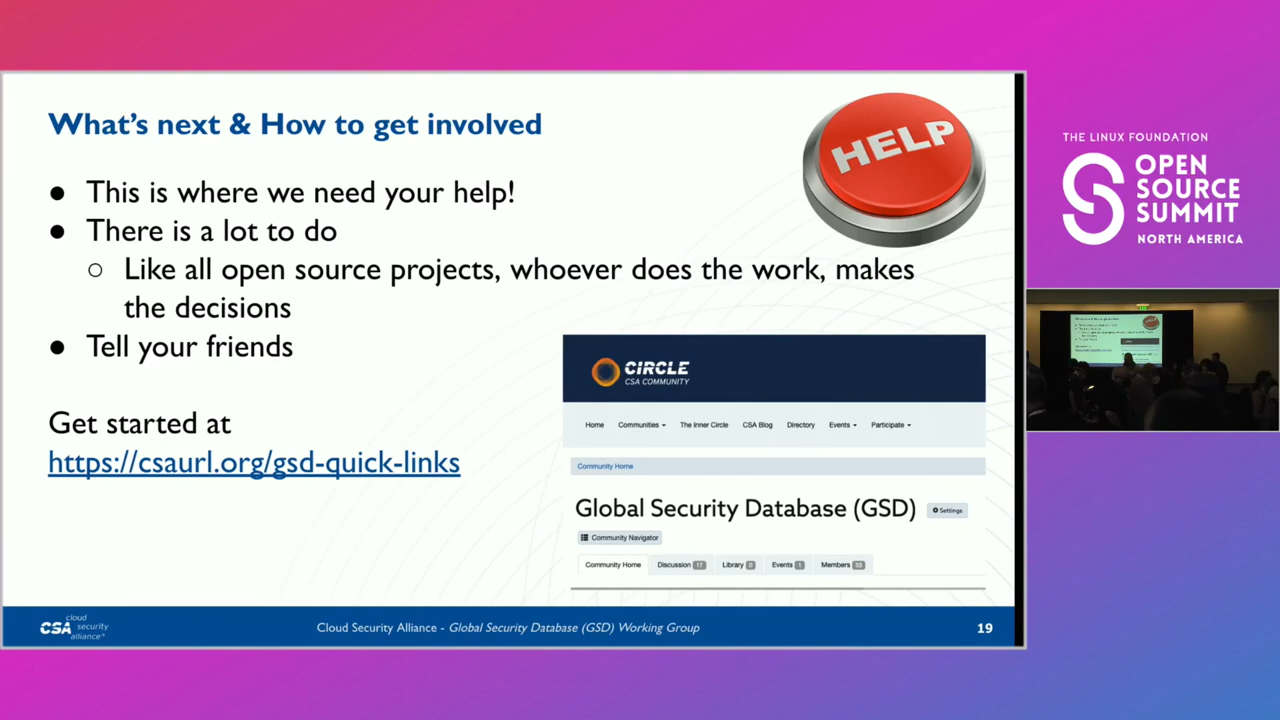 What's next & How to get involved
HELP
● This is where we need your help!
● There is a lot to do
○ Like all open source projects, whoever does the work, makes
the decisions
● Tell your friends
Get started at
https://csaurl.org/gsd-quick-links
CIRCLE
CSA COMMUNITY
Home Communities The Inner Circle CSA Blog Directory Events Participate
Community Home
Global Security Database (GSD) Settings
Community Navigator
Community Home Discussion 17 Library 0 Events 1 Members 53
CSA cloud
security
alliance®
Cloud Security Alliance - Global Security Database (GSD) Working Group
19
THE LINUX FOUNDATION
OPEN
SOURCE
SUMMIT
NORTH AMERICA